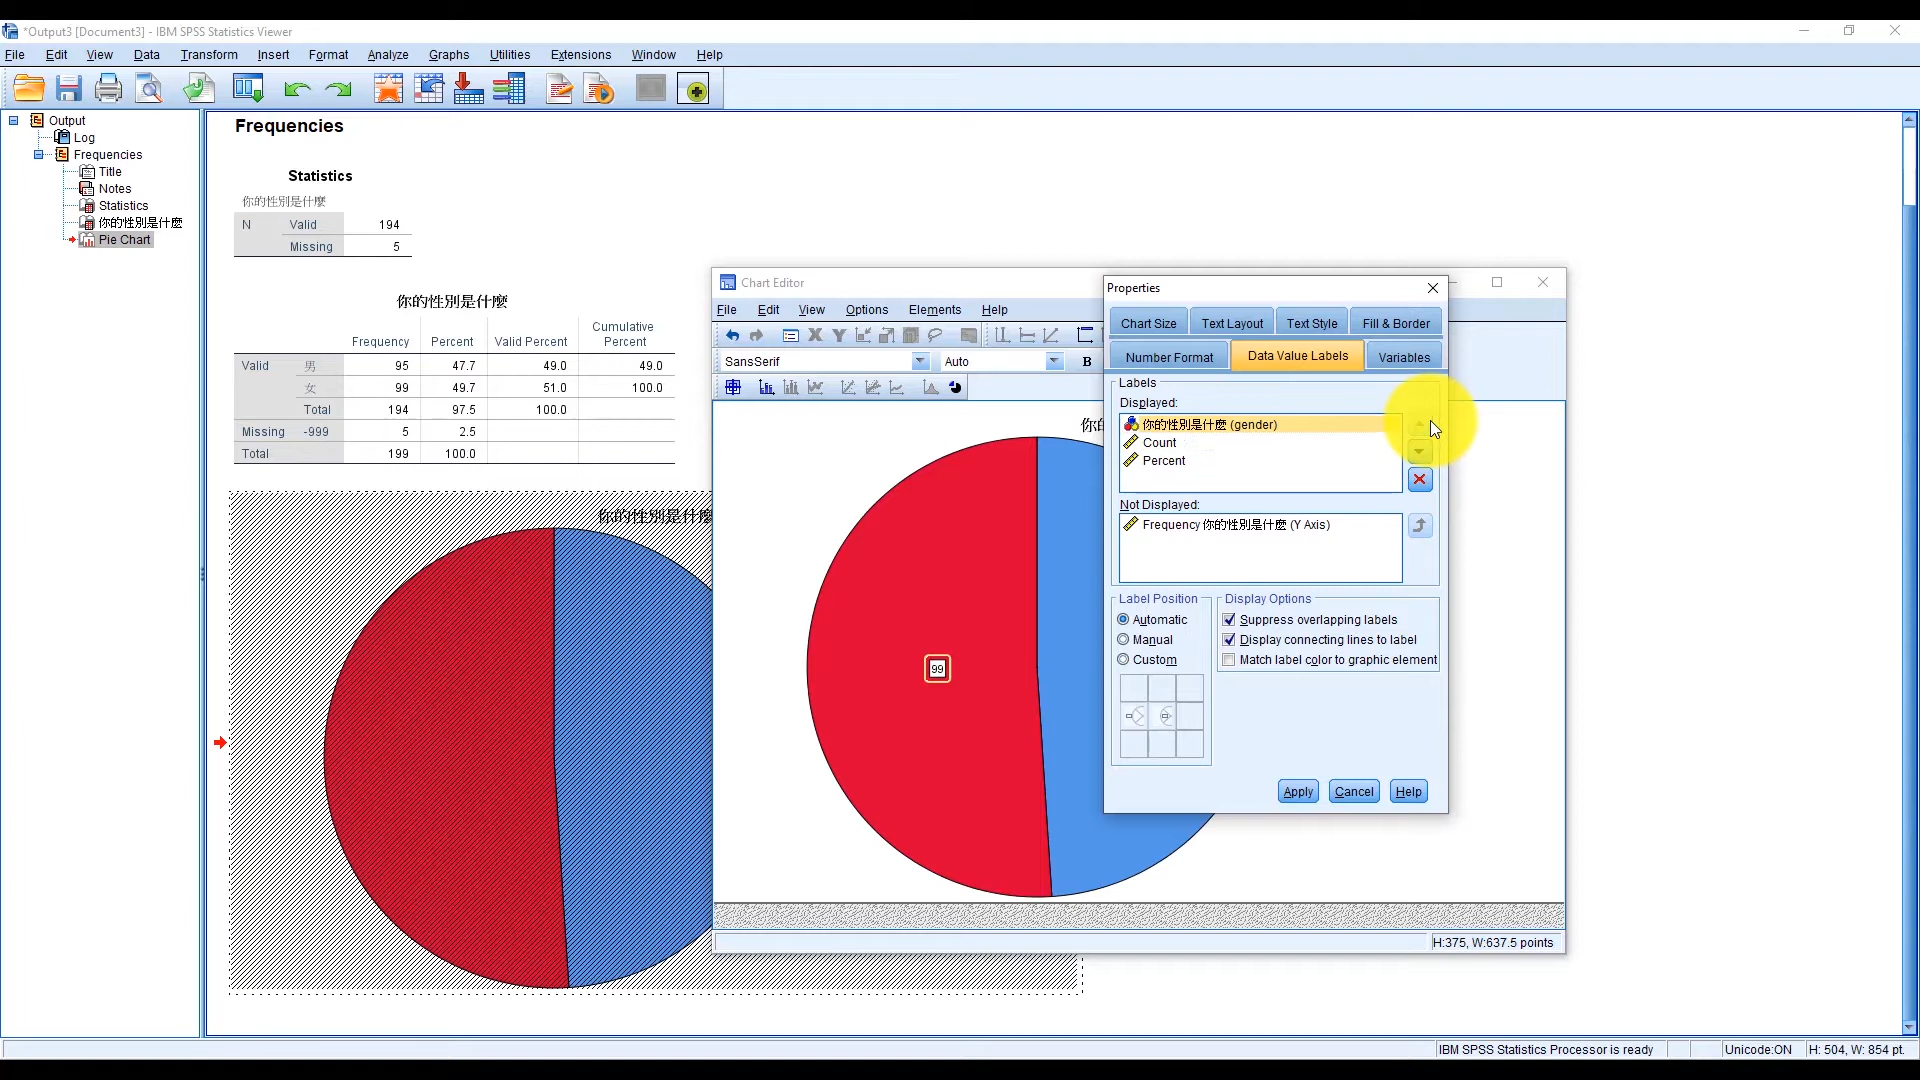 *Output3 [Document3] - IBM SPSS Statistics Viewer
File Edit View Data Transform Insert Format Analyze Graphs Utilities Extensions Window Help
Output
Log
Frequencies
Title
Notes
Statistics
你的性別是什麼
Pie Chart
Frequencies
Statistics
你的性別是什麼
N Valid 194
Missing 5
你的性別是什麼
Frequency Percent Valid Percent Cumulative Percent
Valid 男 95 47.7 49.0 49.0
女 99 49.7 51.0 100.0
Total 194 97.5 100.0
Missing -999 5 2.5
Total 199 100.0
你的性別是什麼
Chart Editor
File Edit View Options Elements Help
SansSerif Auto B
你的
99
Properties
Chart Size Text Layout Text Style Fill & Border
Number Format Data Value Labels Variables
Labels
Displayed:
你的性別是什麼 (gender)
Count
Percent
Not Displayed:
Frequency 你的性別是什麼 (Y Axis)
Label Position
Automatic
Manual
Custom
Display Options
Suppress overlapping labels
Display connecting lines to label
Match label color to graphic element
Apply Cancel Help
H:375, W:637.5 points
IBM SPSS Statistics Processor is ready Unicode:ON H: 504, W: 854 pt.